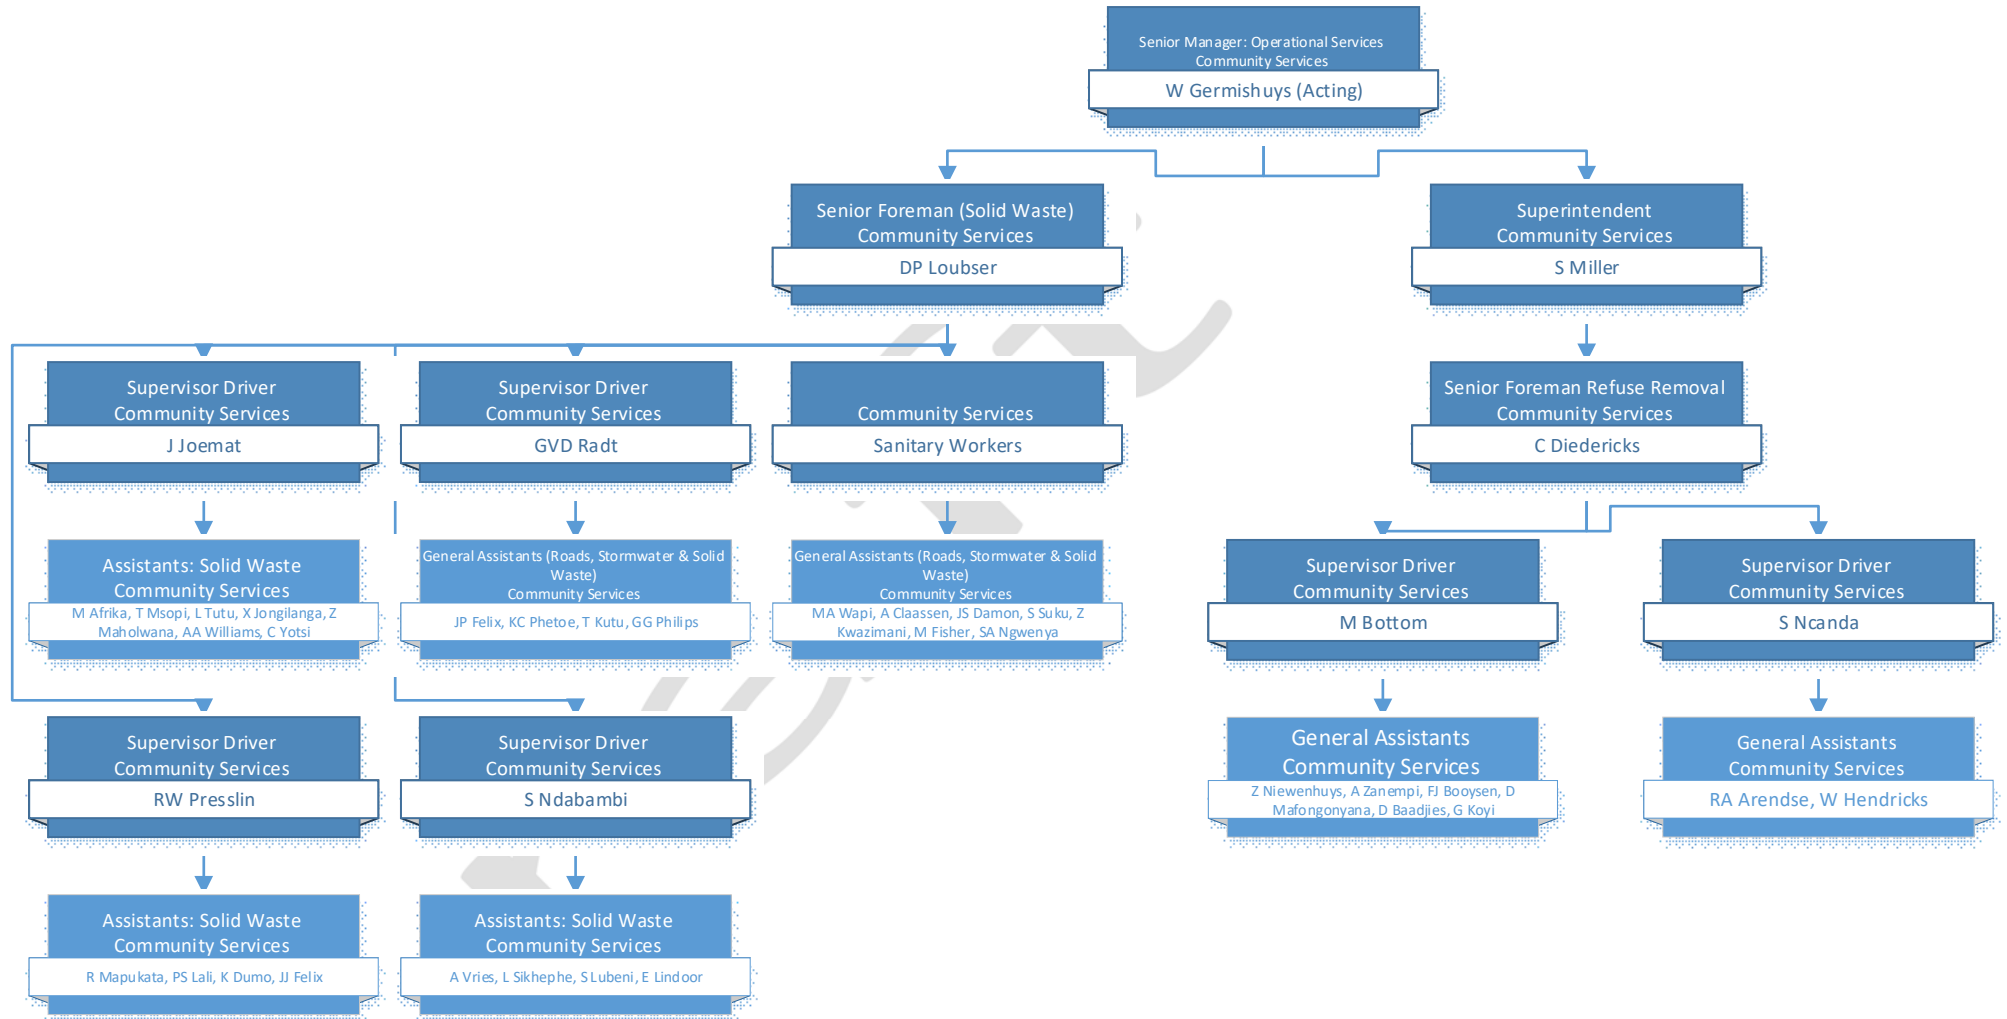 Senior Manager: Operational Services
Community Services
W Germishuys (Acting)
Senior Foreman (Solid Waste)
Community Services
DP Loubser
Superintendent
Community Services
S Miller
Supervisor Driver
Community Services
J Joemat
Supervisor Driver
Community Services
GVD Radt
Community Services
Sanitary Workers
Senior Foreman Refuse Removal
Community Services
C Diedericks
Assistants: Solid Waste
Community Services
M Afrika, T Msopi, L Tutu, X Jongilanga, Z
Maholwana, AA Williams, C Yotsi
General Assistants (Roads, Stormwater & Solid
Waste)
Community Services
JP Felix, KC Phetoe, T Kutu, GG Philips
General Assistants (Roads, Stormwater & Solid
Waste)
Community Services
MA Wapi, A Claassen, JS Damon, S Suku, Z
Kwazimani, M Fisher, SA Ngwenya
Supervisor Driver
Community Services
M Bottom
Supervisor Driver
Community Services
S Ncanda
Supervisor Driver
Community Services
RW Presslin
Supervisor Driver
Community Services
S Ndabambi
General Assistants
Community Services
Z Niewenhuys, A Zanempi, FJ Booysen, D
Mafongonyana, D Baadjies, G Koyi
General Assistants
Community Services
RA Arendse, W Hendricks
Assistants: Solid Waste
Community Services
R Mapukata, PS Lali, K Dumo, JJ Felix
Assistants: Solid Waste
Community Services
A Vries, L Sikhephe, S Lubeni, E Lindoor